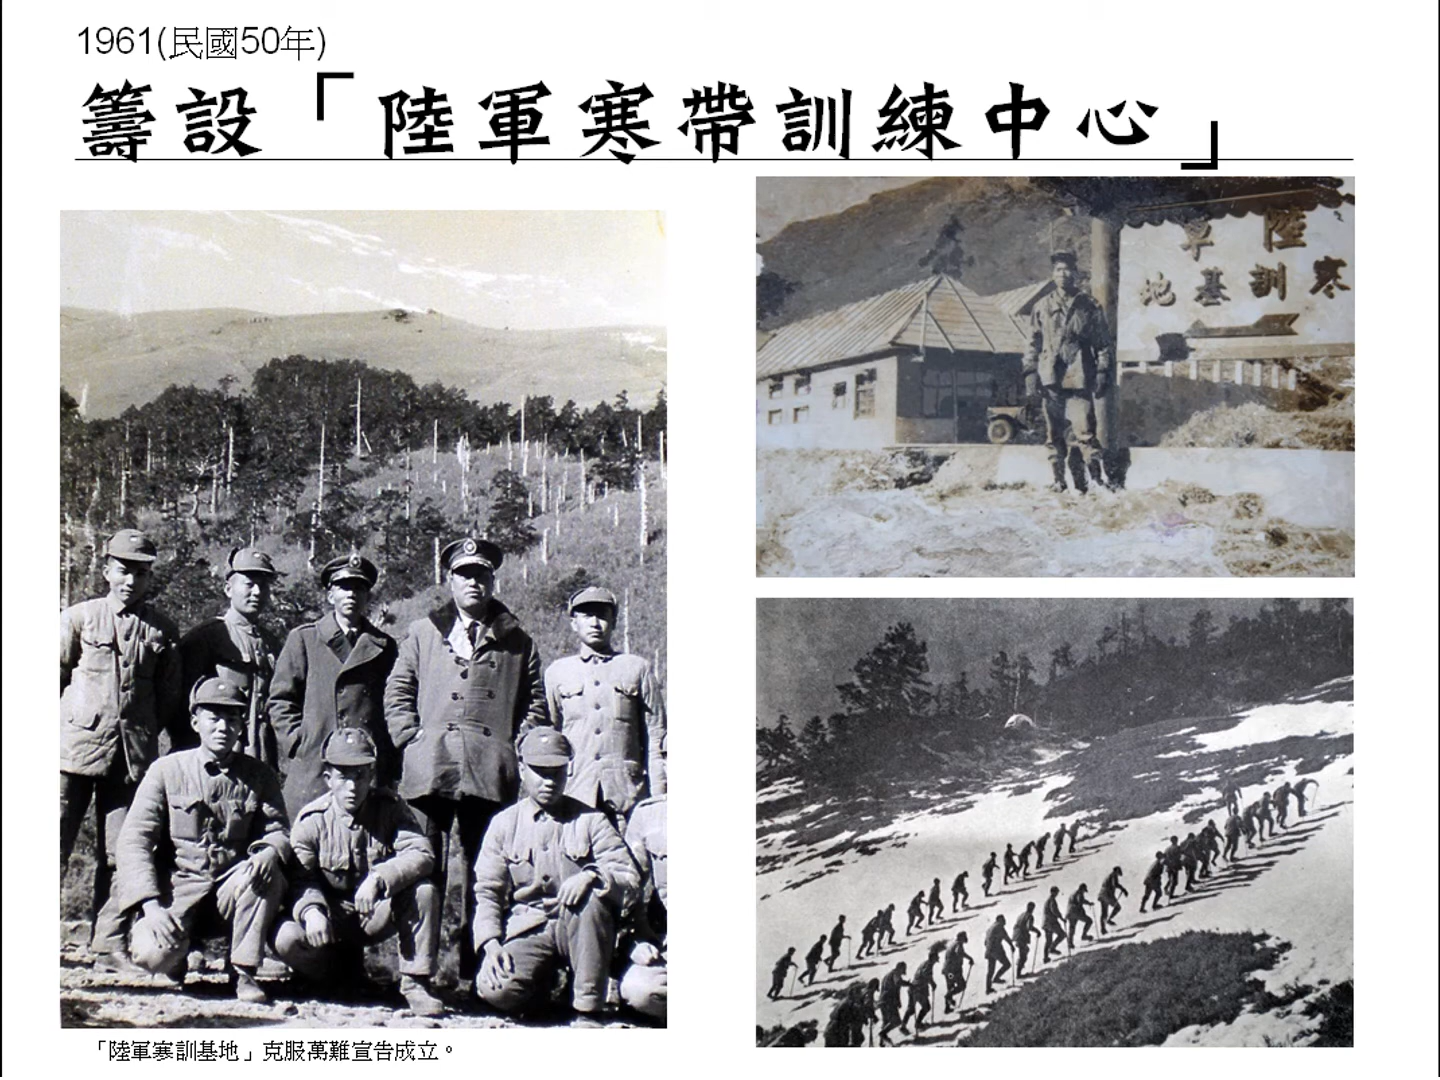 1961(民國50年)
籌設「陸軍寒帶訓練中心」
陸軍
寒訓基地
「陸軍寒訓基地」克服萬難宣告成立。